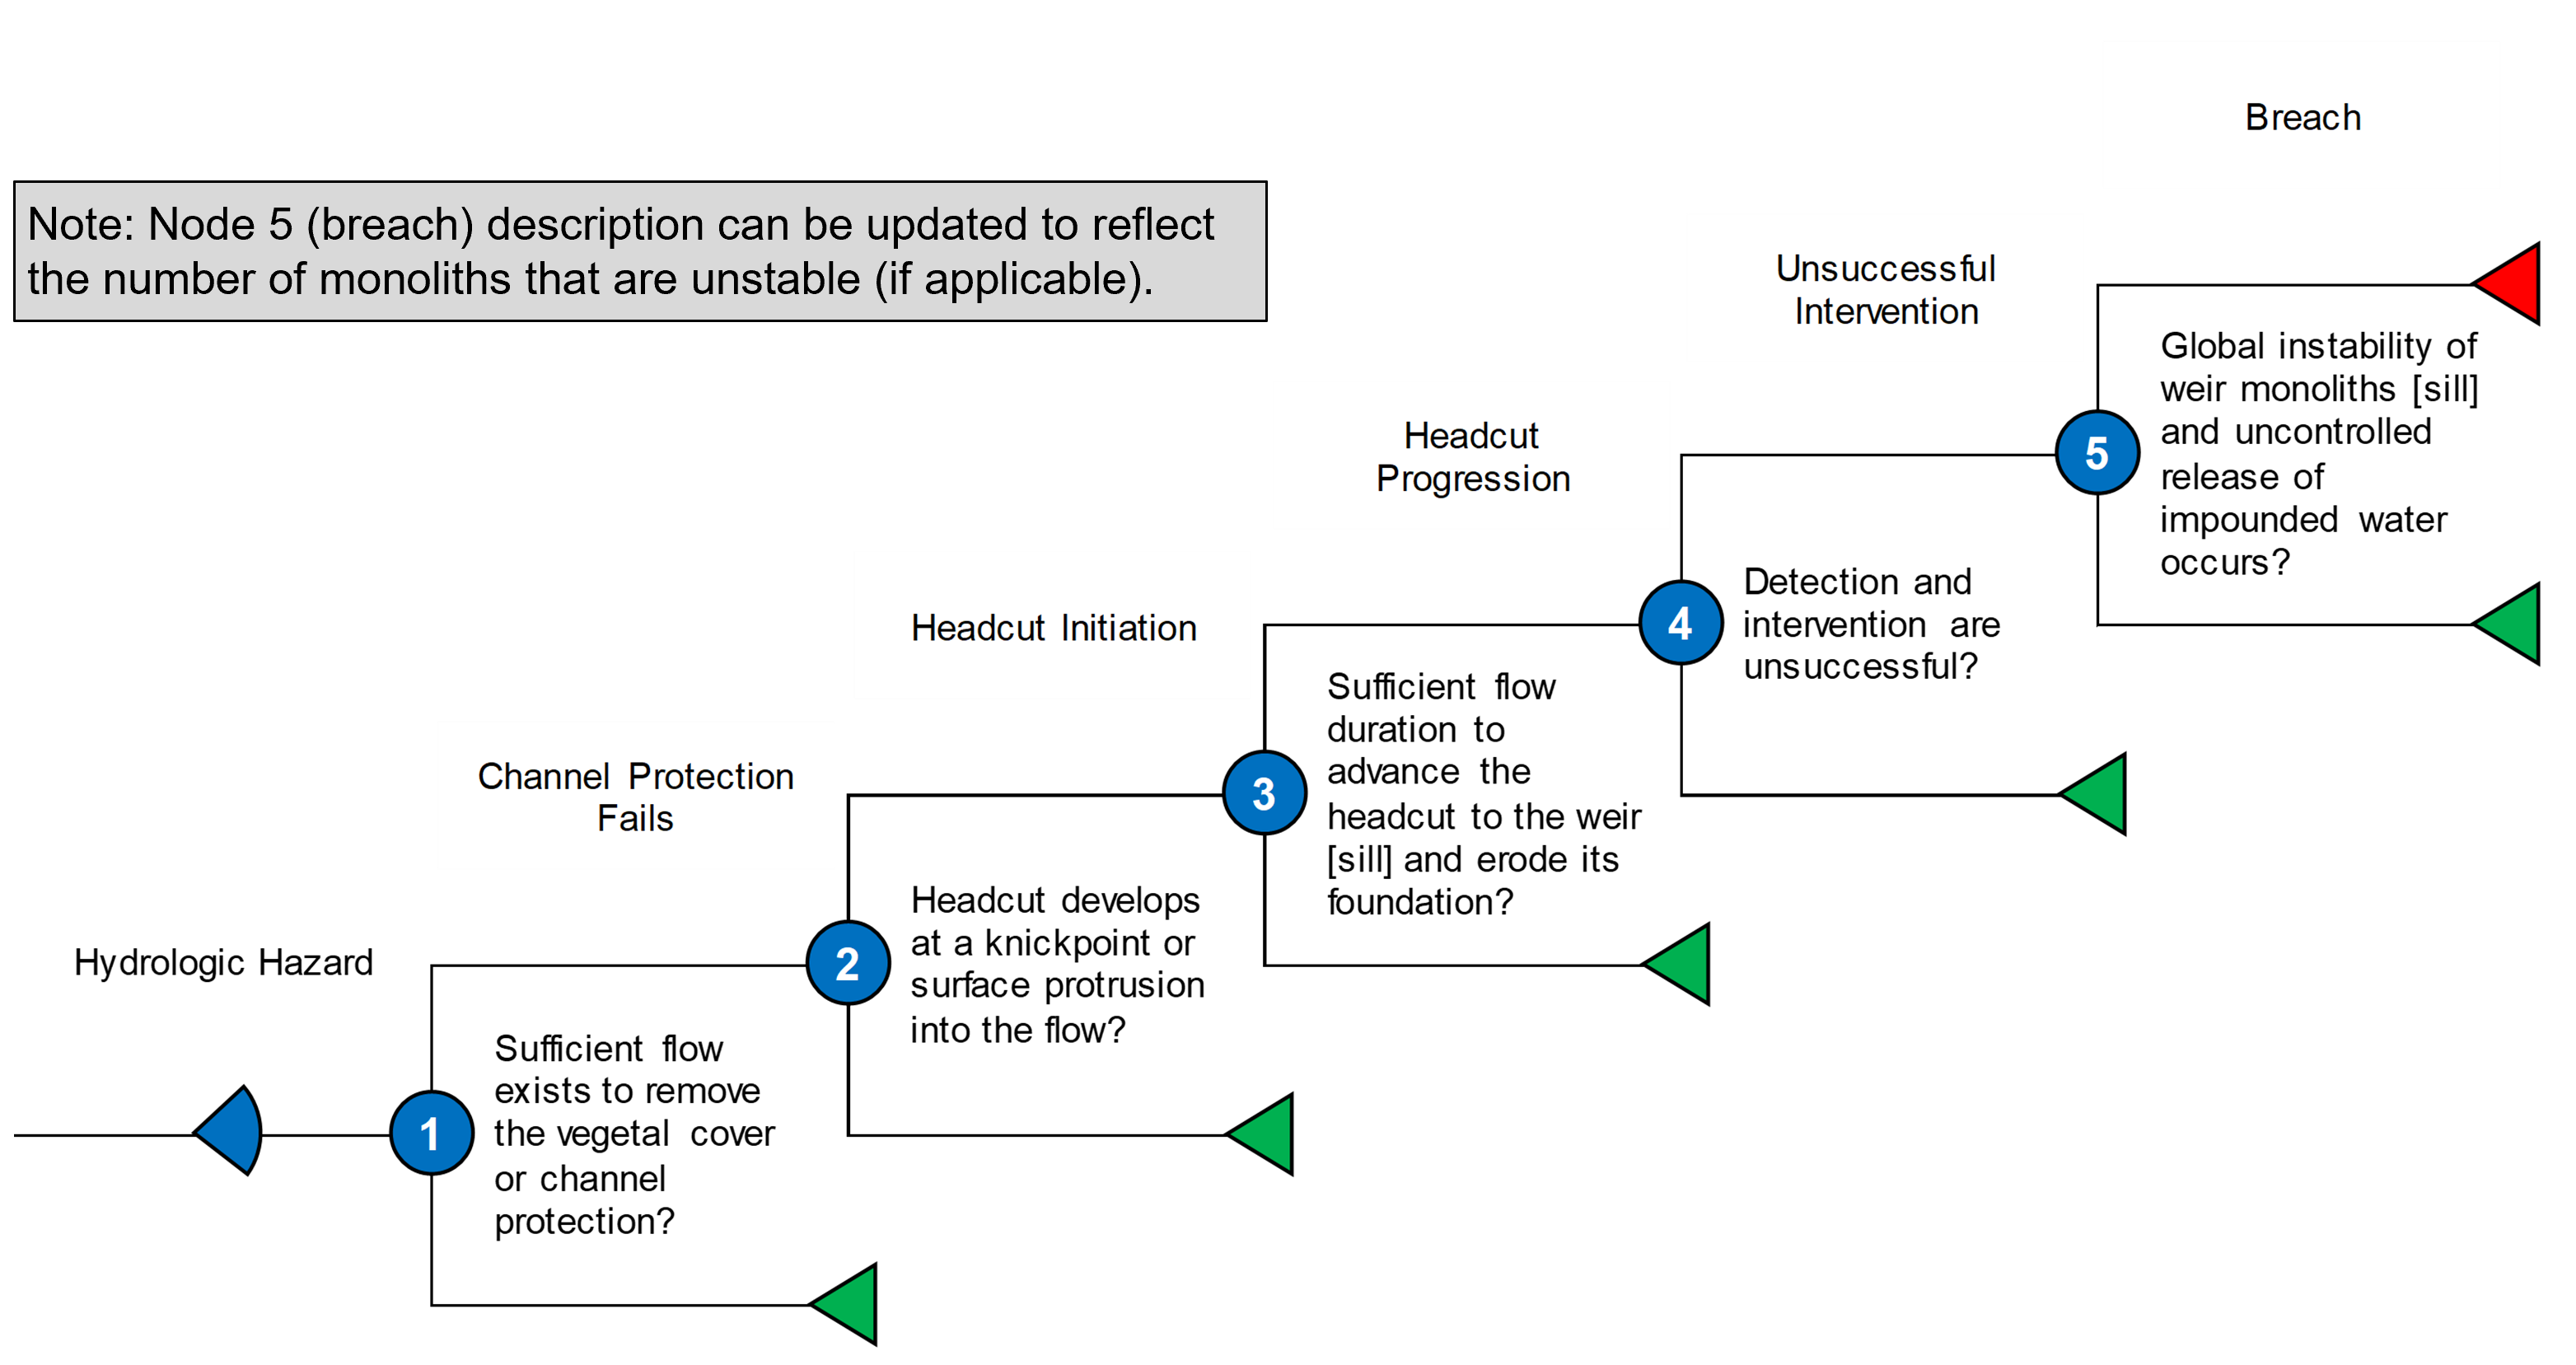 Breach
Note: Node 5 (breach) description can be updated to reflect
the number of monoliths that are unstable (if applicable).
Unsuccessful
Intervention
Global instability of
weir monoliths [sill]
and uncontrolled
release of
impounded water
occurs?
5
Headcut
Progression
Detection and
intervention are
unsuccessful?
4
Headcut Initiation
Sufficient flow
duration to
advance the
headcut to the weir
[sill] and erode its
foundation?
3
Channel Protection
Fails
Headcut develops
at a knickpoint or
surface protrusion
into the flow?
2
Hydrologic Hazard
Sufficient flow
exists to remove
the vegetal cover
or channel
protection?
1